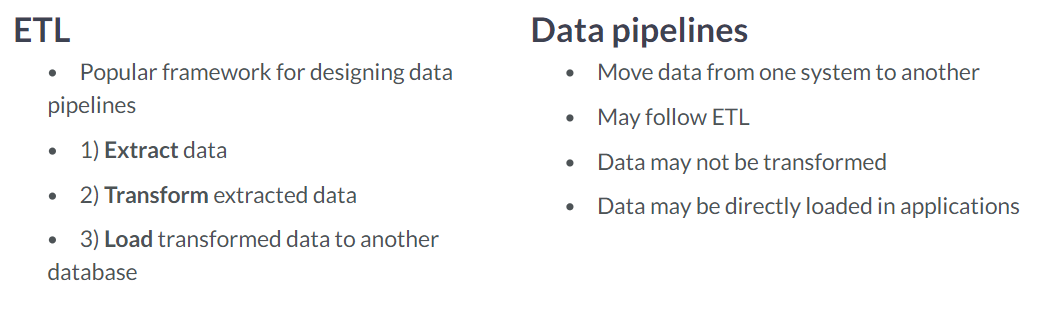 ETL
• Popular framework for designing data
pipelines
• 1) Extract data
• 2) Transform extracted data
• 3) Load transformed data to another
database
Data pipelines
• Move data from one system to another
• May follow ETL
• Data may not be transformed
• Data may be directly loaded in applications